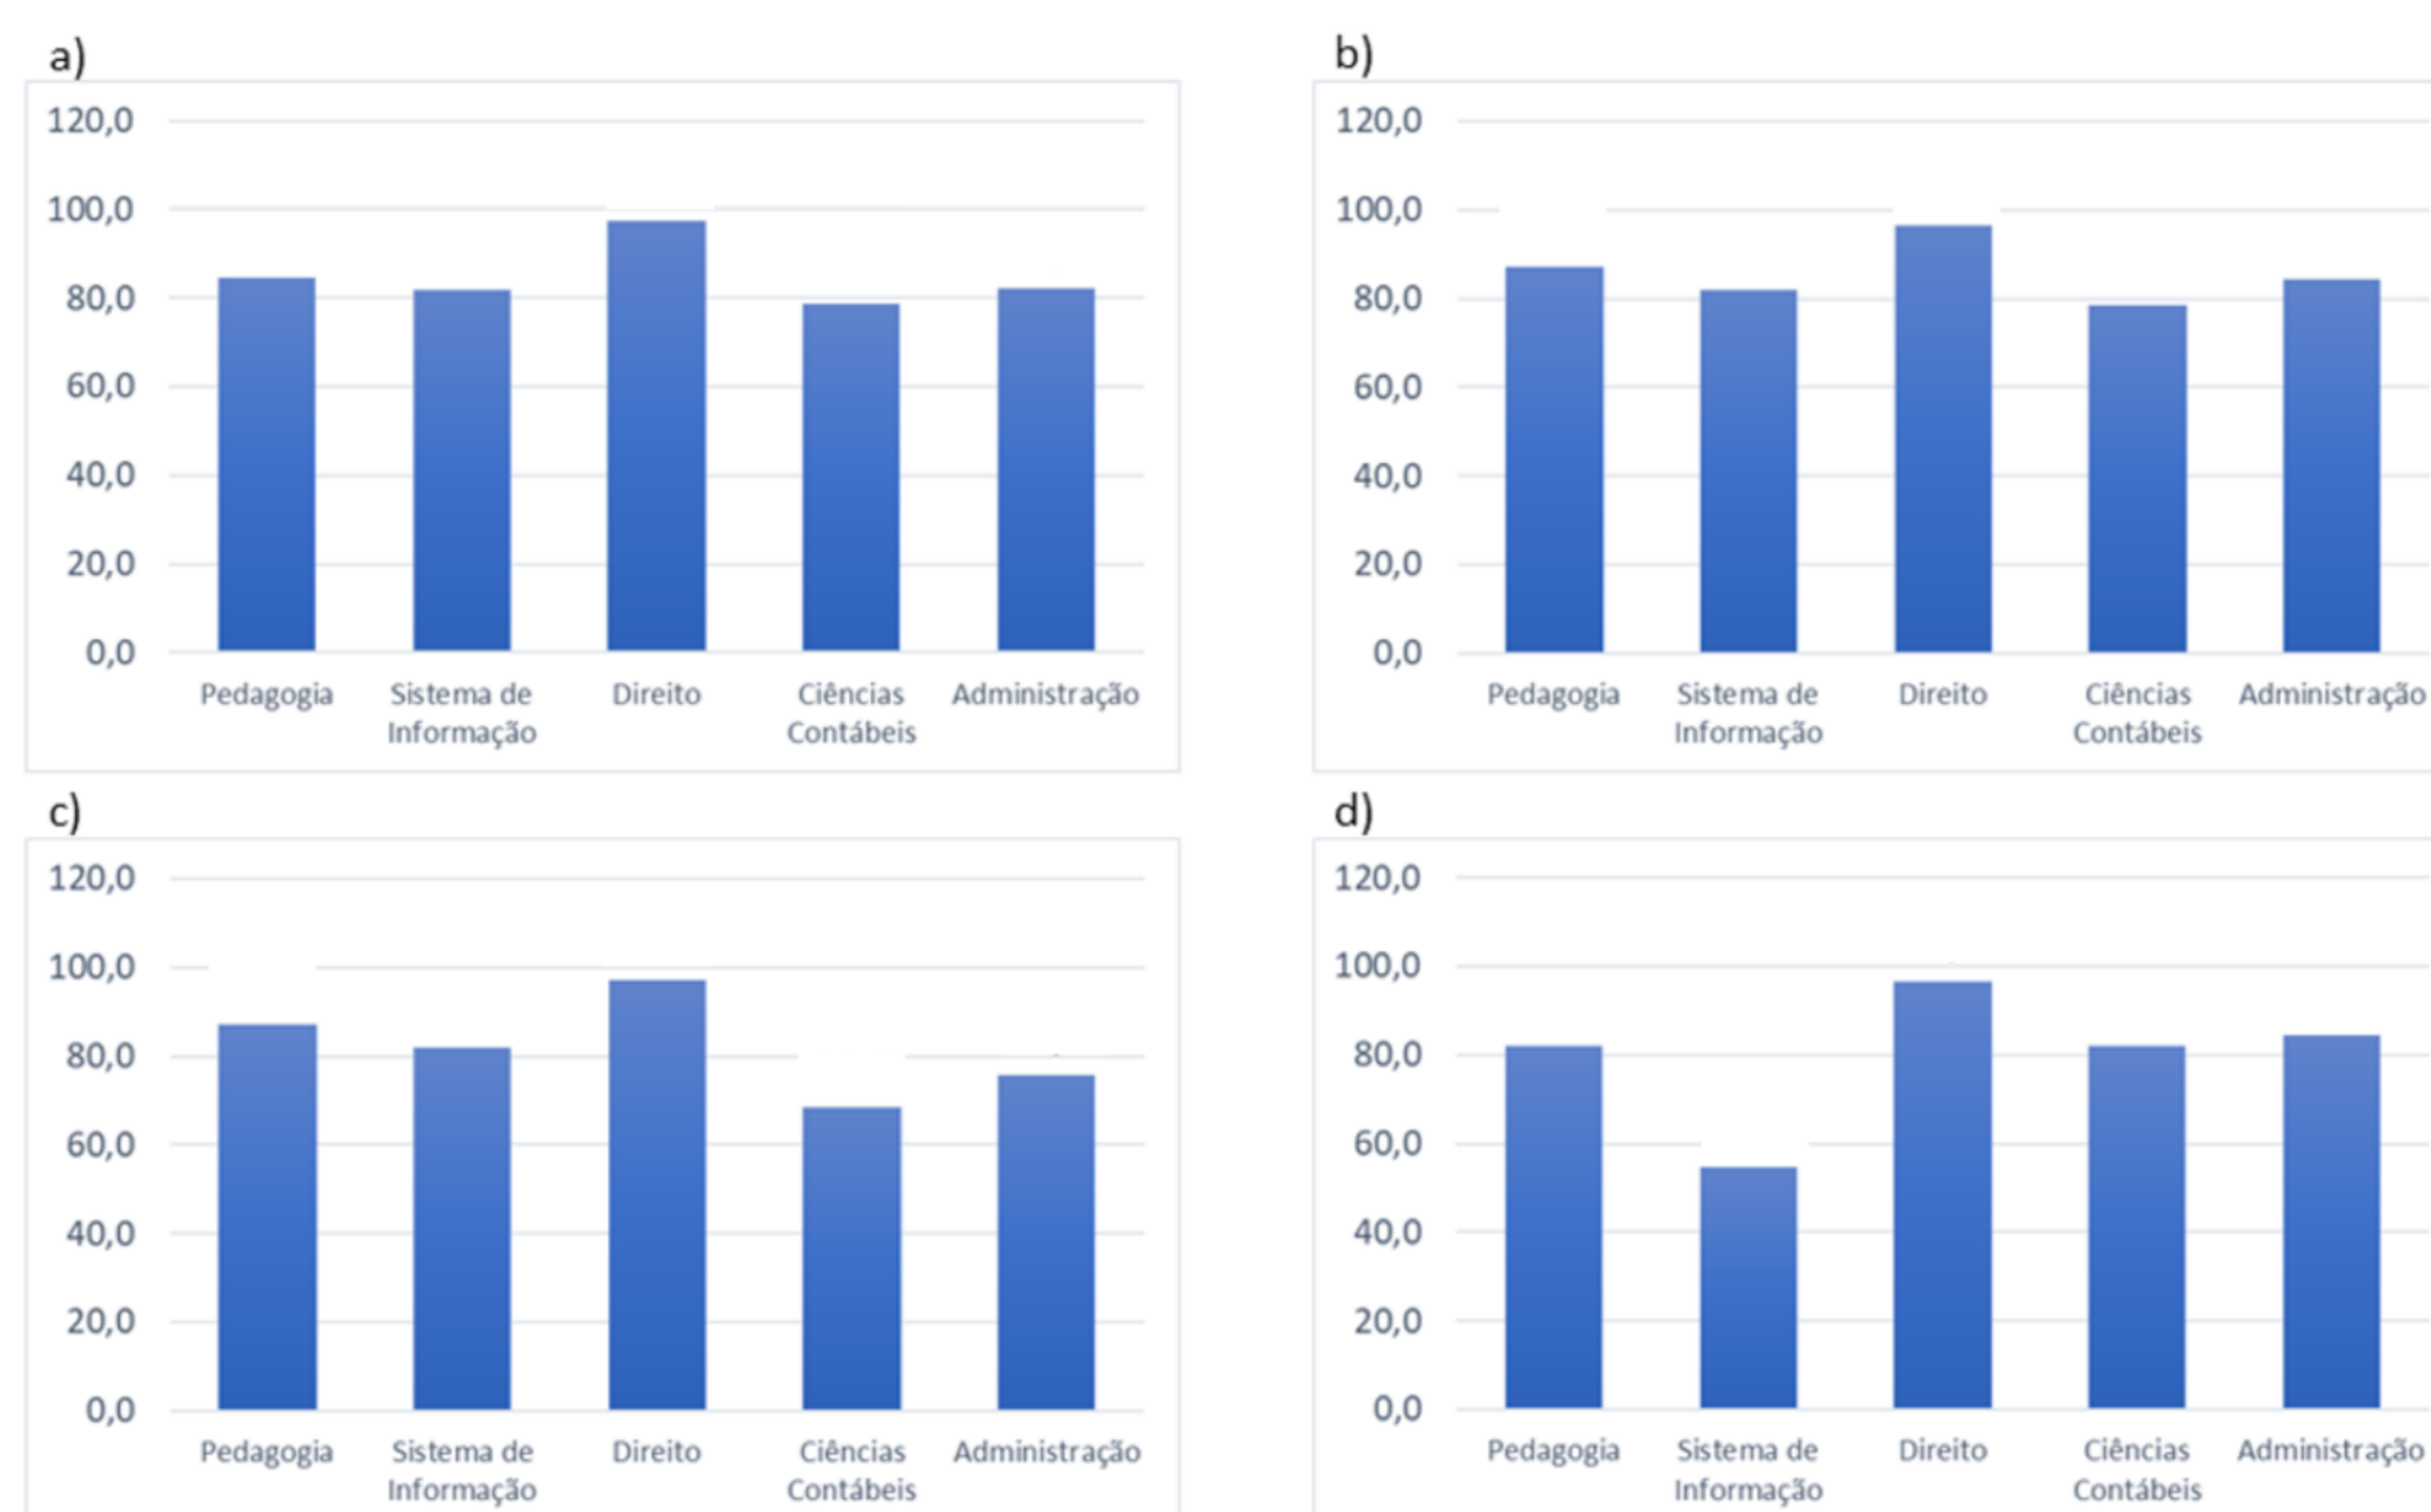 a)
120,0
100,0
80,0
60,0
40,0
20,0
0,0
Pedagogia Sistema de Direito Ciências Administração
Informação Contábeis
b)
120,0
100,0
80,0
60,0
40,0
20,0
0,0
Pedagogia Sistema de Direito Ciências Administração
Informação Contábeis
c)
120,0
100,0
80,0
60,0
40,0
20,0
0,0
Pedagogia Sistema de Direito Ciências Administração
Informação Contábeis
d)
120,0
100,0
80,0
60,0
40,0
20,0
0,0
Pedagogia Sistema de Direito Ciências Administração
Informação Contábeis